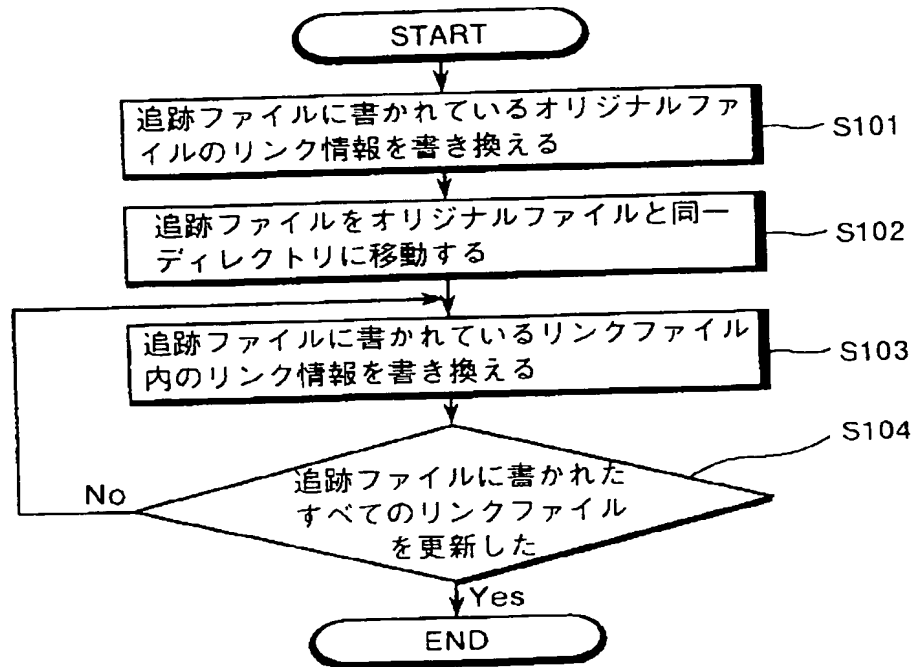 START
追跡ファイルに書かれているオリジナルファ
イルのリンク情報を書き換える
S101
追跡ファイルをオリジナルファイルと同一
ディレクトリに移動する
S102
追跡ファイルに書かれているリンクファイル
内のリンク情報を書き換える
S103
S104
追跡ファイルに書かれた
すべてのリンクファイル
を更新した
No
Yes
END